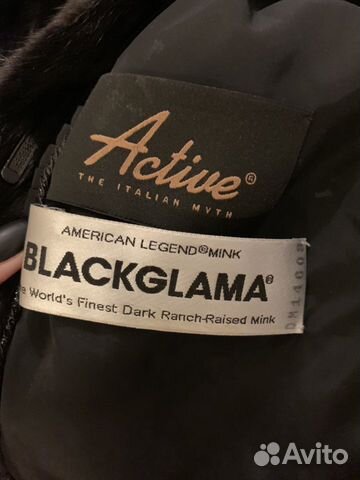 Active®
THE ITALIAN MYTH
AMERICAN LEGEND®MINK
BLACKGLAMA®
World's Finest Dark Ranch-Raised Mink
Avito